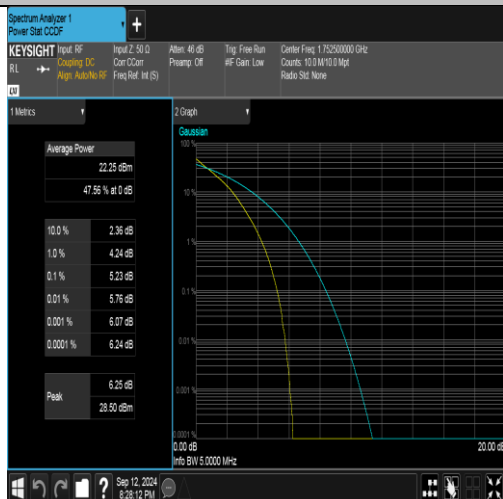 Spectrum Analyzer 1
Power Stat CCDF
KEYSIGHT Input: RF Input Z: 50 Ω Atten: 46 dB Trig: Free Run Center Freq: 1.752500000 GHz
RL Coupling: DC Corr CCorr Preamp: Off #IF Gain: Low Counts: 10.0 M/10.0 Mpt
Align: Auto/No RF Freq Ref: Int (S) Radio Std: None
LXI
1 Metrics
2 Graph
Gaussian
Average Power
22.25 dBm
47.56 % at 0 dB
10.0 % 2.36 dB
1.0 % 4.24 dB
0.1 % 5.23 dB
0.01 % 5.76 dB
0.001 % 6.07 dB
0.0001 % 6.24 dB
Peak 6.25 dB
28.50 dBm
100 %
10 %
1 %
0.1 %
0.01 %
0.001 %
0.0001 %
0.00 dB 20.00 dB
Info BW 5.0000 MHz
Sep 12, 2024
8:28:12 PM